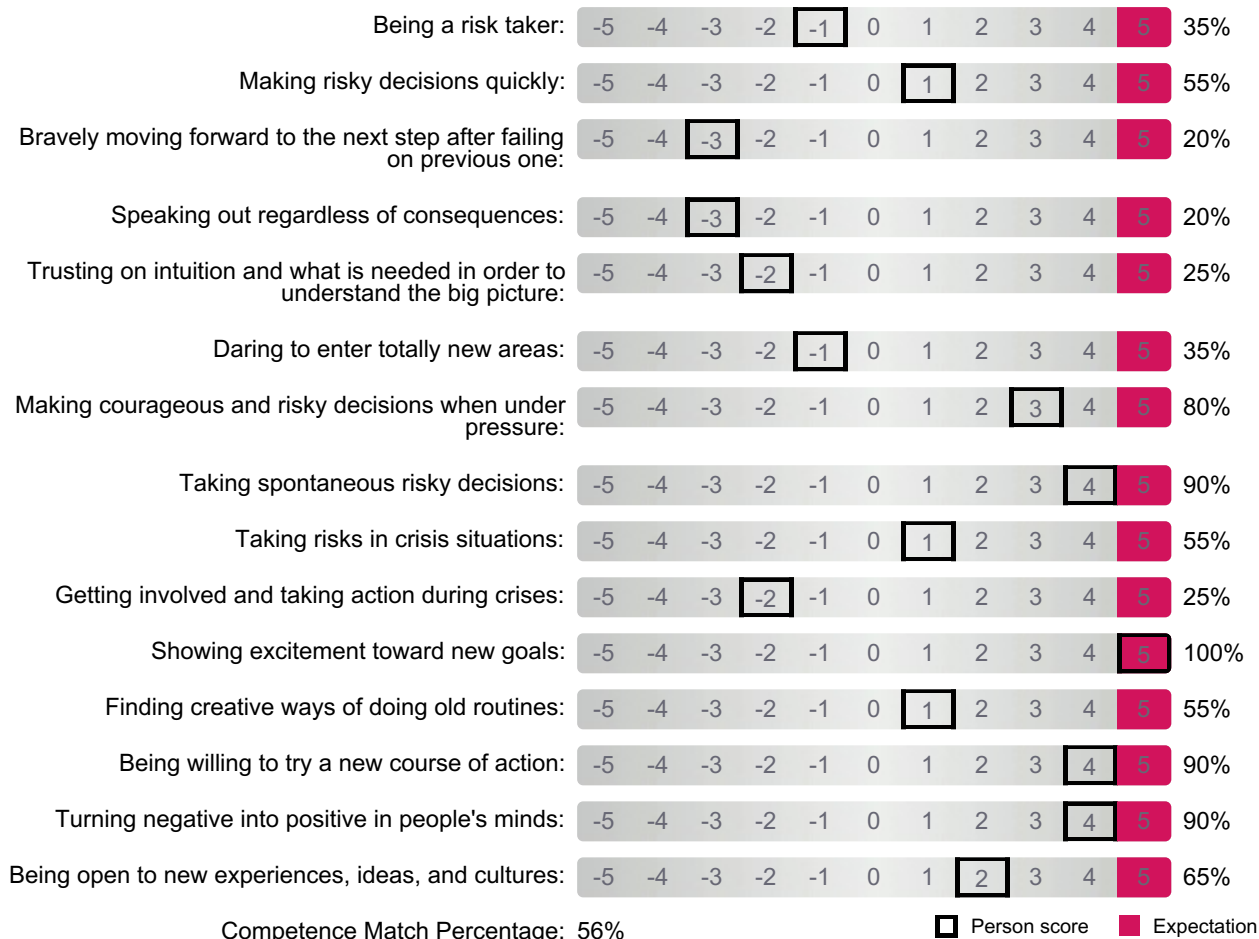 Being a risk taker: -5 -4 -3 -2 -1 0 1 2 3 4 5 35%
Making risky decisions quickly: -5 -4 -3 -2 -1 0 1 2 3 4 5 55%
Bravely moving forward to the next step after failing
on previous one: -5 -4 -3 -2 -1 0 1 2 3 4 5 20%
Speaking out regardless of consequences: -5 -4 -3 -2 -1 0 1 2 3 4 5 20%
Trusting on intuition and what is needed in order to
understand the big picture: -5 -4 -3 -2 -1 0 1 2 3 4 5 25%
Daring to enter totally new areas: -5 -4 -3 -2 -1 0 1 2 3 4 5 35%
Making courageous and risky decisions when under
pressure: -5 -4 -3 -2 -1 0 1 2 3 4 5 80%
Taking spontaneous risky decisions: -5 -4 -3 -2 -1 0 1 2 3 4 5 90%
Taking risks in crisis situations: -5 -4 -3 -2 -1 0 1 2 3 4 5 55%
Getting involved and taking action during crises: -5 -4 -3 -2 -1 0 1 2 3 4 5 25%
Showing excitement toward new goals: -5 -4 -3 -2 -1 0 1 2 3 4 5 100%
Finding creative ways of doing old routines: -5 -4 -3 -2 -1 0 1 2 3 4 5 55%
Being willing to try a new course of action: -5 -4 -3 -2 -1 0 1 2 3 4 5 90%
Turning negative into positive in people's minds: -5 -4 -3 -2 -1 0 1 2 3 4 5 90%
Being open to new experiences, ideas, and cultures: -5 -4 -3 -2 -1 0 1 2 3 4 5 65%
Competence Match Percentage: 56% Person score Expectation